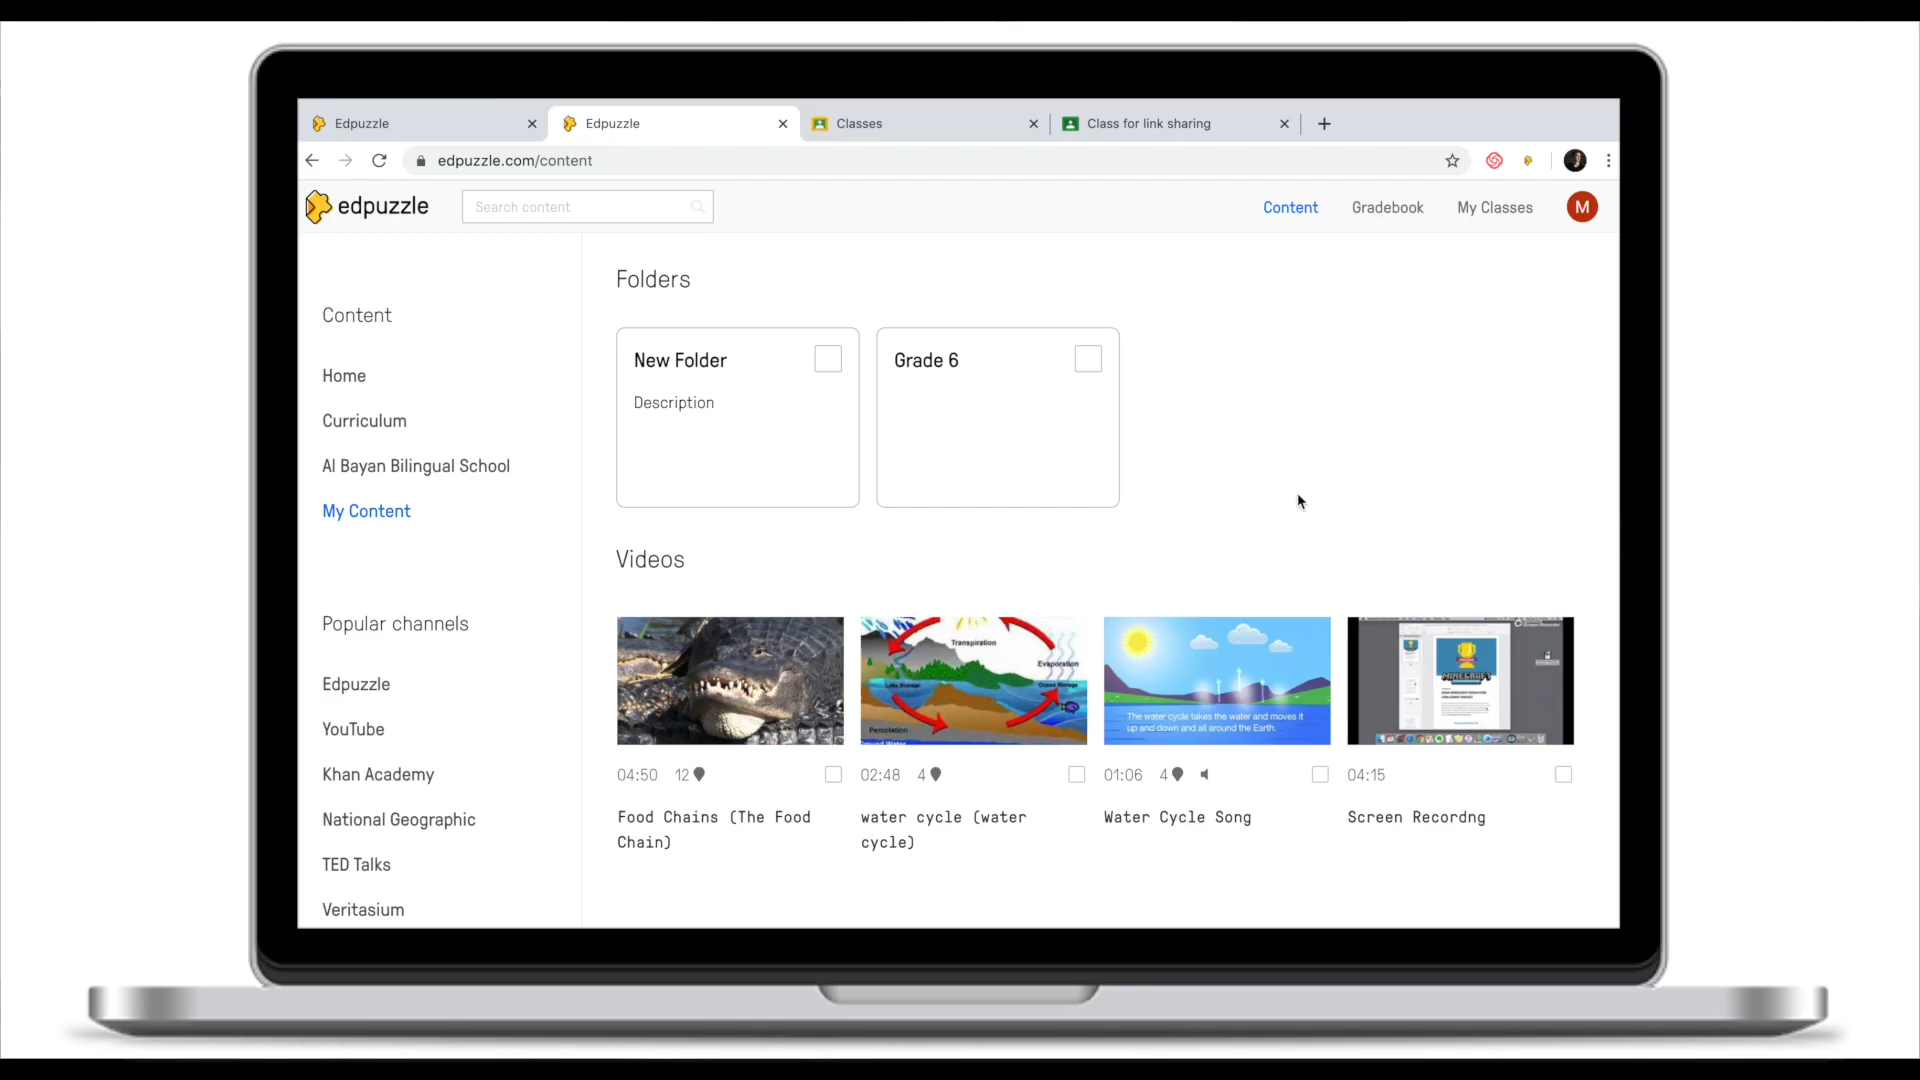 Edpuzzle
Edpuzzle
Classes
Class for link sharing
edpuzzle.com/content
edpuzzle
Search content
Content
Gradebook
My Classes
M
Content
Home
Curriculum
Al Bayan Bilingual School
My Content
Popular channels
Edpuzzle
YouTube
Khan Academy
National Geographic
TED Talks
Veritasium
Folders
New Folder
Description
Grade 6
Videos
Transpiration
Evaporation
Percolation
The water cycle takes the water and moves it
up and down and all around the Earth.
MINECRAFT
04:50 12
02:48 4
01:06 4
04:15
Food Chains (The Food
Chain)
water cycle (water
cycle)
Water Cycle Song
Screen Recordng